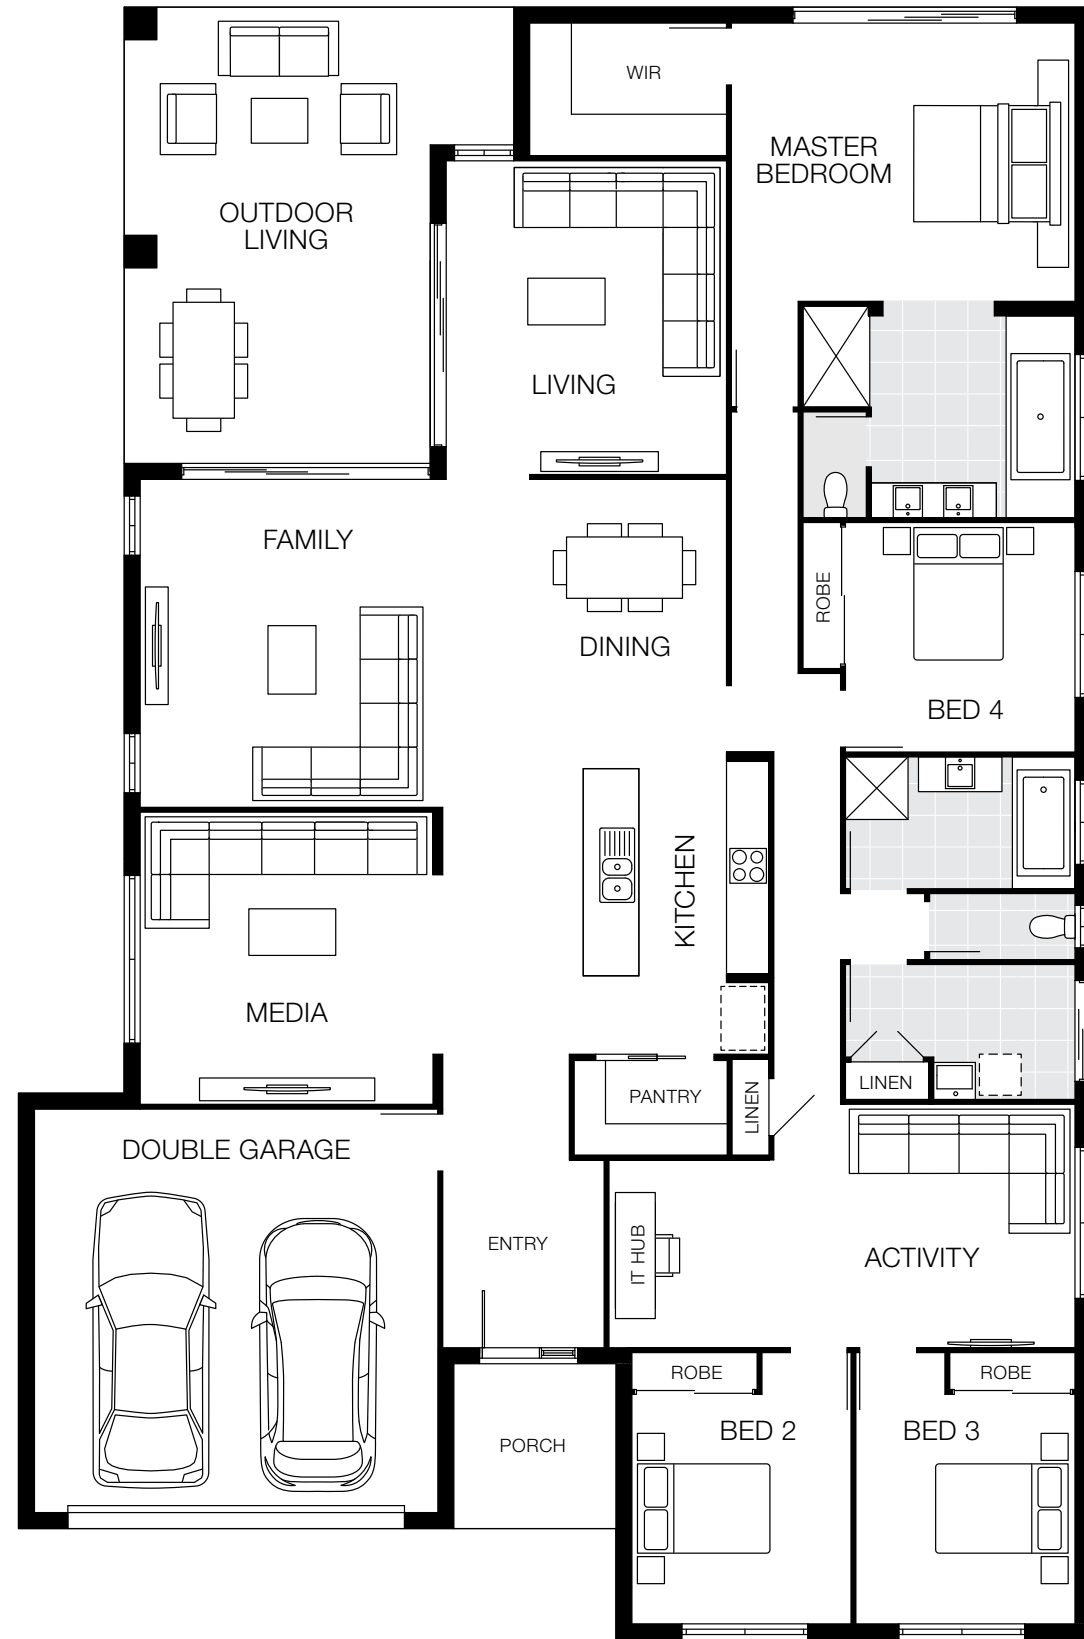 WIR
MASTER
BEDROOM
OUTDOOR
LIVING
LIVING
FAMILY
ROBE
DINING
BED 4
KITCHEN
MEDIA
LINEN
PANTRY
LINEN
DOUBLE GARAGE
ENTRY
IT HUB
ACTIVITY
ROBE
ROBE
BED 2
BED 3
PORCH